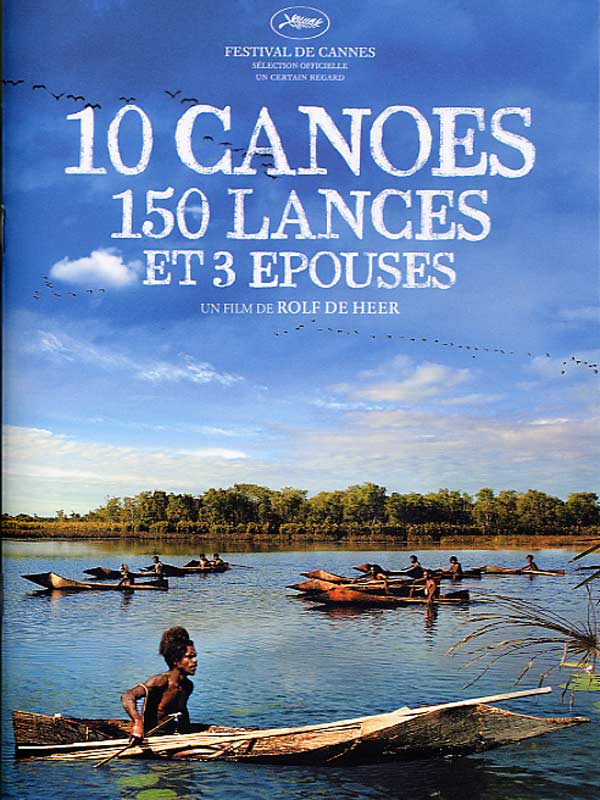 FESTIVAL DE CANNES
SÉLECTION OFFICIELLE
UN CERTAIN REGARD
10 CANOES
150 LANCES
ET 3 EPOUSES
UN FILM DE ROLF DE HEER